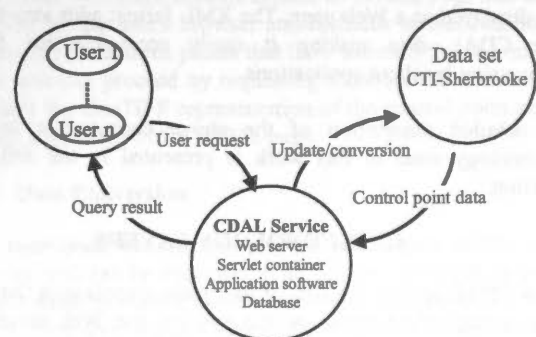 User 1
User n
Data set
CTI-Sherbrooke
User request
Update/conversion
Query result
Control point data
CDAL Service
Web server
Servlet container
Application software
Database